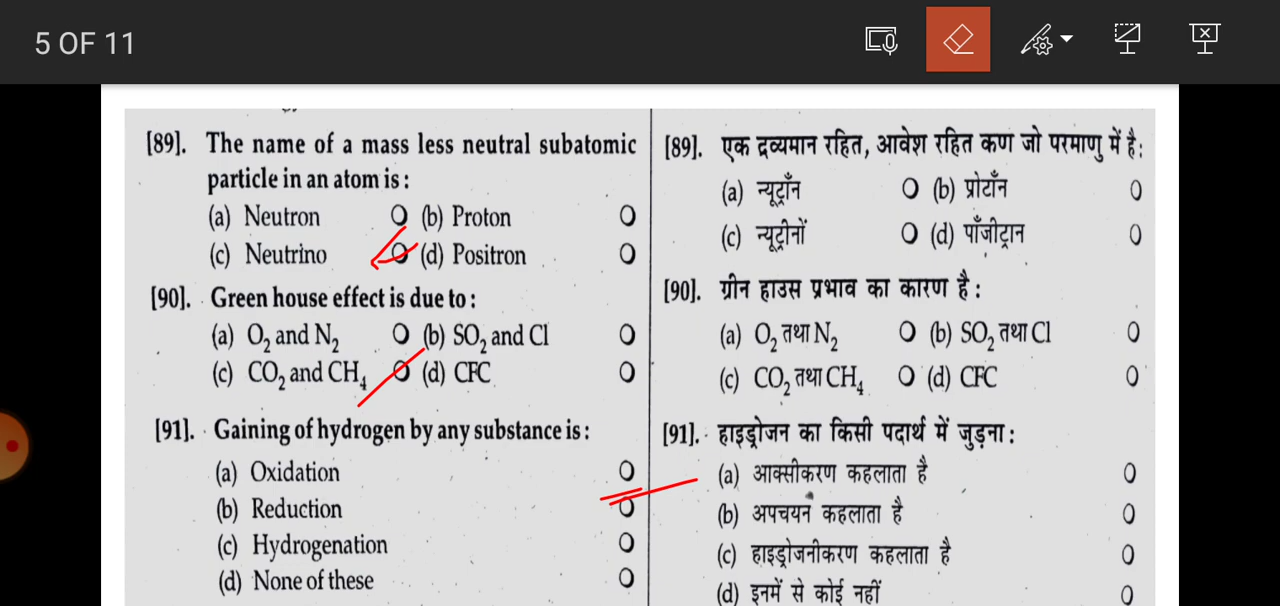 5 OF 11
[89]. The name of a mass less neutral subatomic
particle in an atom is :
(a) Neutron O (b) Proton O
(c) Neutrino O (d) Positron O
[90]. Green house effect is due to :
(a) O₂ and N₂ O (b) SO₂ and Cl O
(c) CO₂ and CH₄ O (d) CFC O
[91]. Gaining of hydrogen by any substance is :
(a) Oxidation O
(b) Reduction O
(c) Hydrogenation O
(d) None of these O
[89]. एक द्रव्यमान रहित, आवेश रहित कण जो परमाणु में है :
(a) न्यूट्राँन O (b) प्रोटाँन O
(c) न्यूट्रीनों O (d) पाँजीट्रान O
[90]. ग्रीन हाउस प्रभाव का कारण है :
(a) O₂ तथा N₂ O (b) SO₂ तथा Cl O
(c) CO₂ तथा CH₄ O (d) CFC O
[91]. हाइड्रोजन का किसी पदार्थ में जुड़ना :
(a) आक्सीकरण कहलाता है O
(b) अपचयन कहलाता है O
(c) हाइड्रोजनीकरण कहलाता है O
(d) इनमें से कोई नहीं O